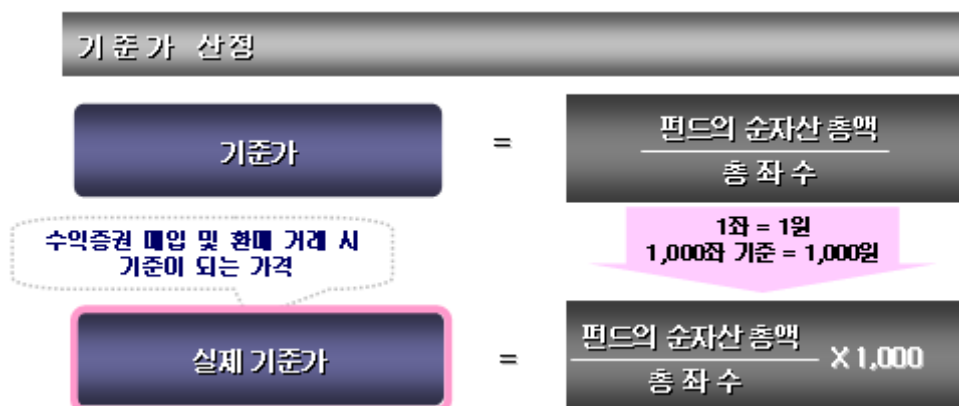 기준가 산정
기준가
=
펀드의 순자산 총액
총 좌 수
수익증권 매입 및 환매 거래 시
기준이 되는 가격
1좌 = 1원
1,000좌 기준 = 1,000원
실제 기준가
=
펀드의 순자산 총액
총 좌 수
X 1,000